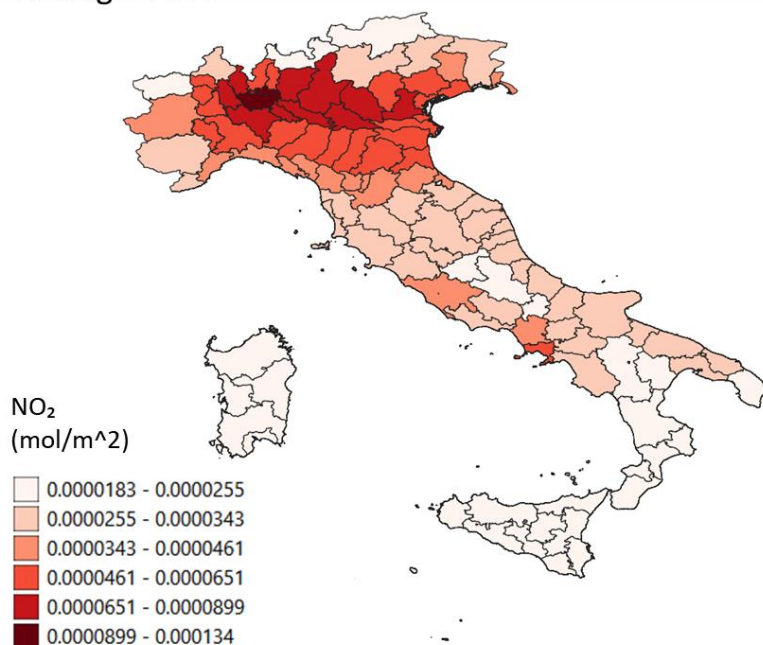 NO₂
(mol/m^2)
0.0000183 - 0.0000255
0.0000255 - 0.0000343
0.0000343 - 0.0000461
0.0000461 - 0.0000651
0.0000651 - 0.0000899
0.0000899 - 0.000134